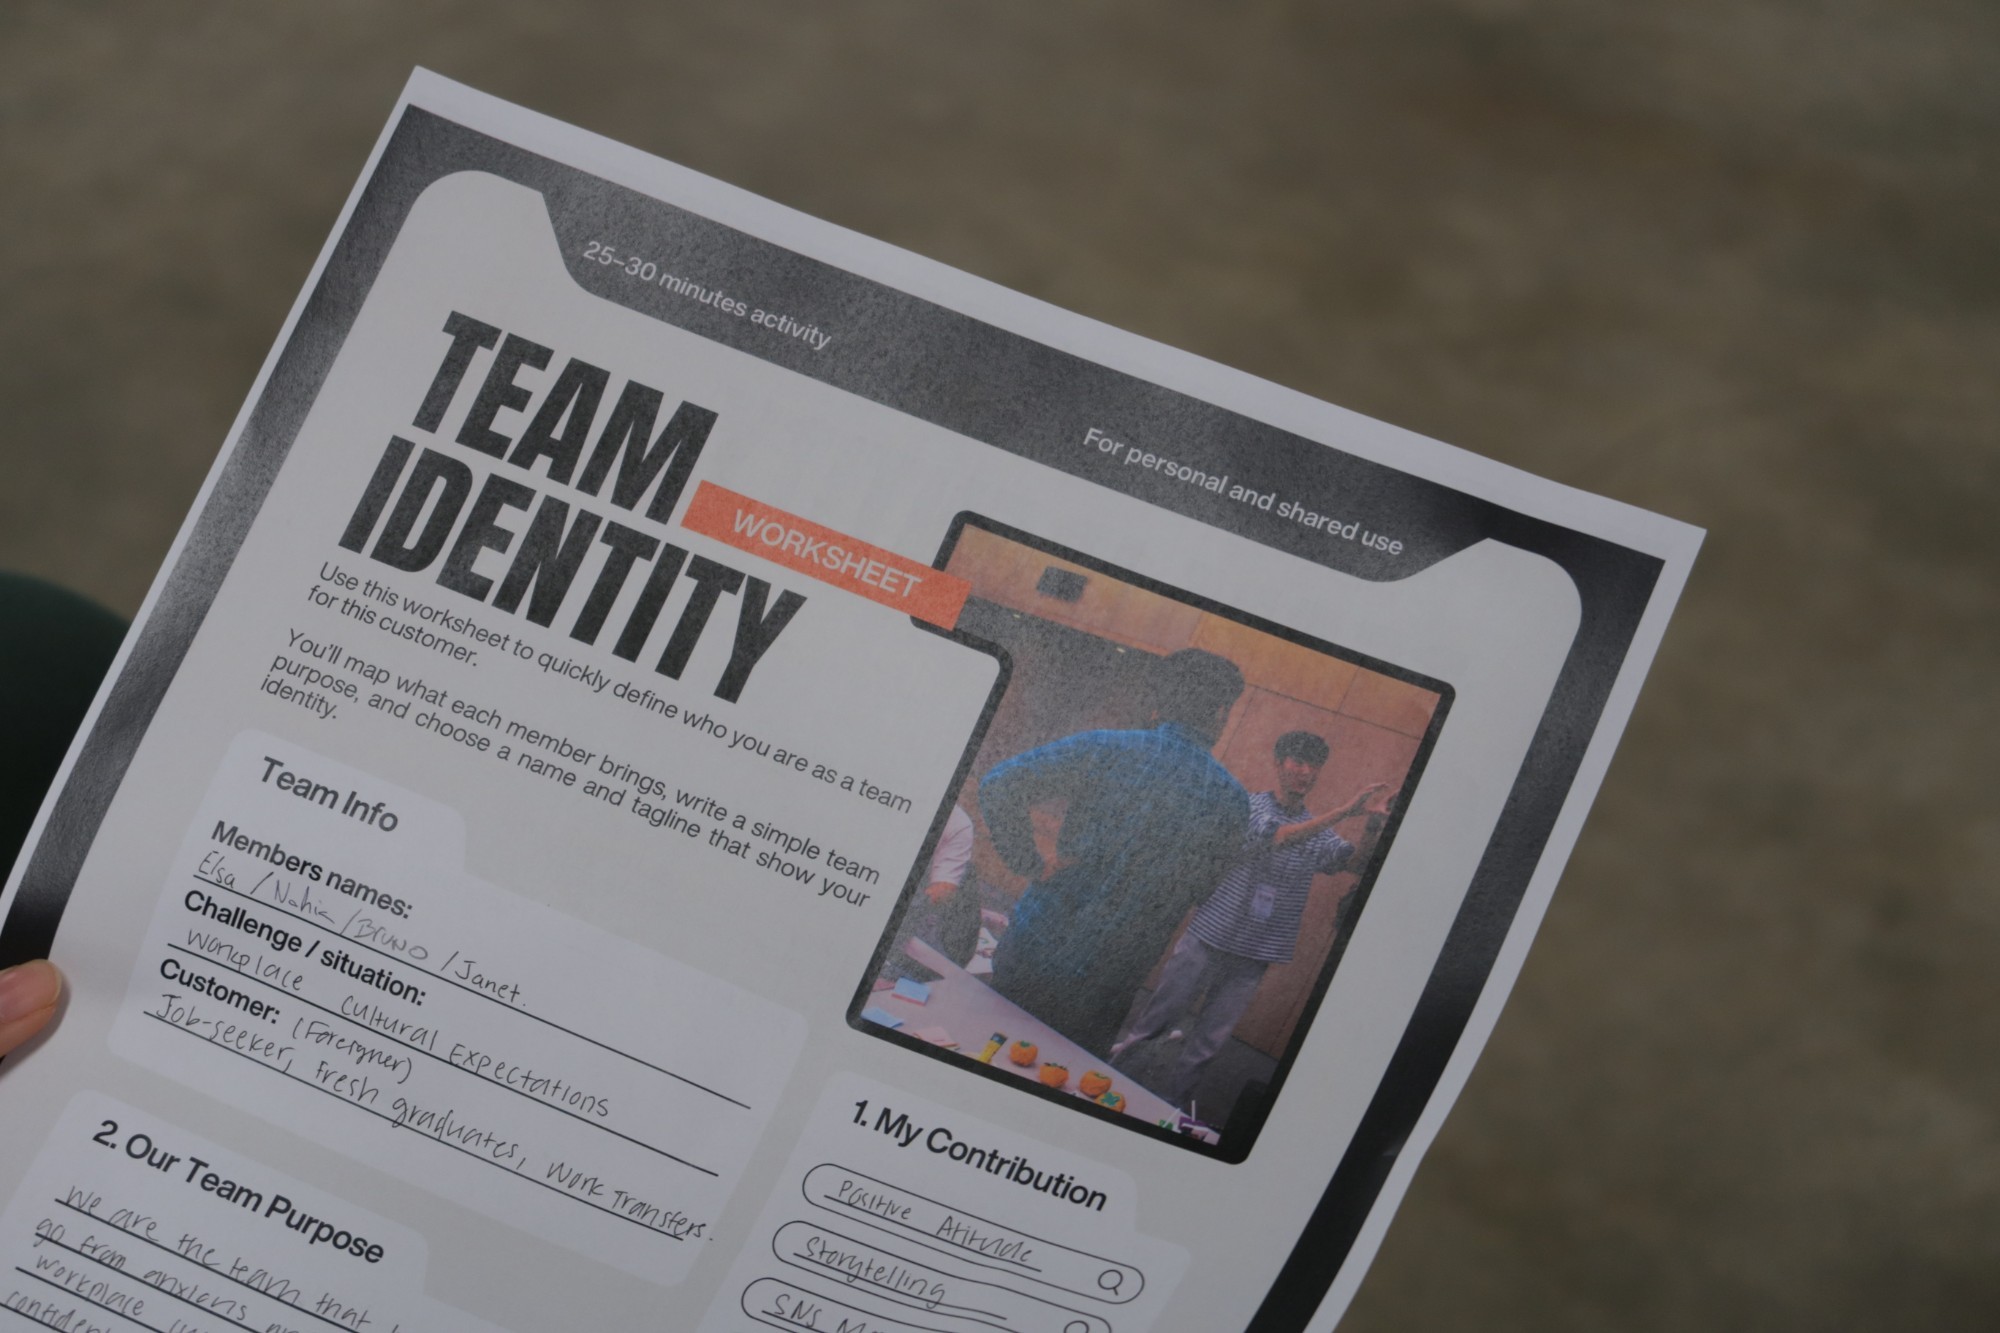 25–30 minutes activity
For personal and shared use
TEAM
IDENTITY
WORKSHEET
Use this worksheet to quickly define who you are as a team
for this customer.
You'll map what each member brings, write a simple team
purpose, and choose a name and tagline that show your
identity.
Team Info
Members names:
Elsa / Nahia / Bruno / Janet.
Challenge / situation:
workplace cultural Expectations
Customer: (Foreigner)
Job-seeker, Fresh graduates, work Transfers.
1. My Contribution
Positive Atitude
Storytelling
SNS
2. Our Team Purpose
We are the team that
go from anxious
workplace